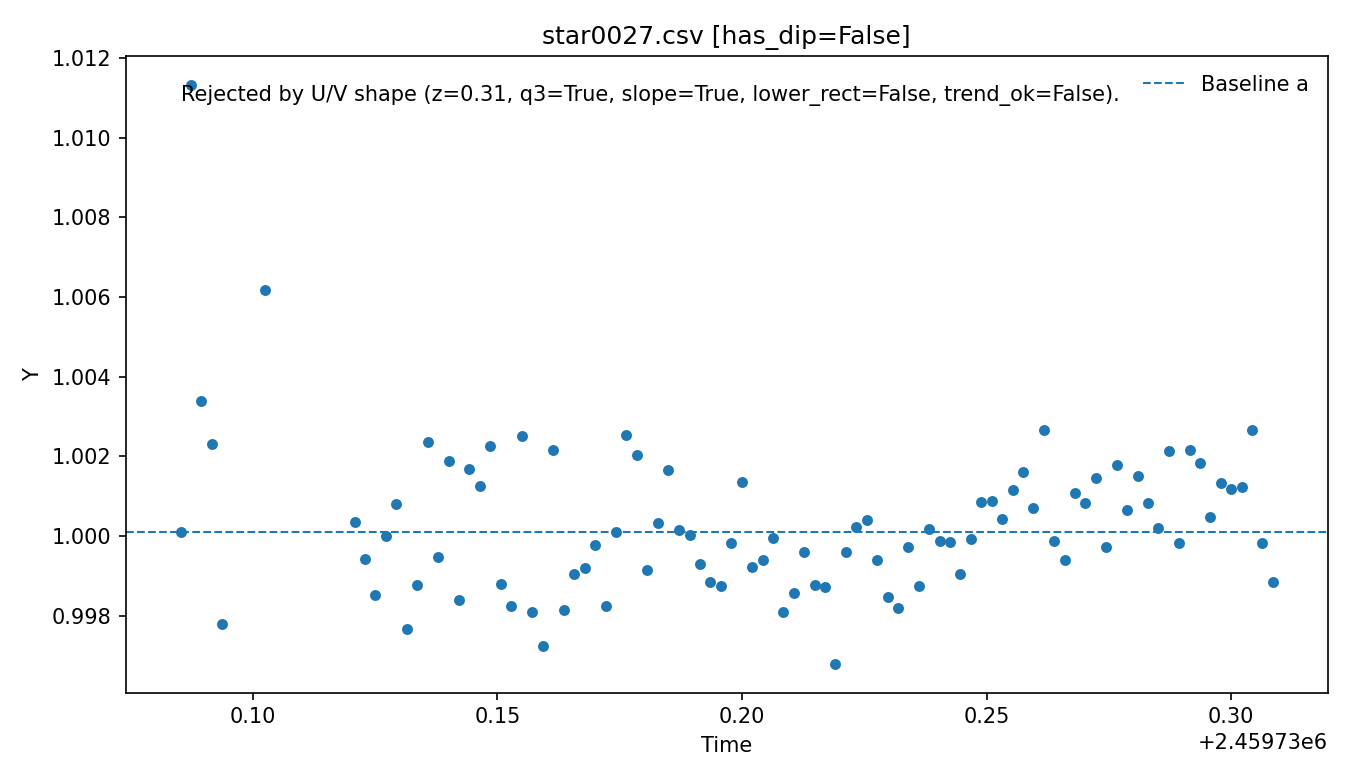 star0027.csv [has_dip=False]
Rejected by U/V shape (z=0.31, q3=True, slope=True, lower_rect=False, trend_ok=False).
Baseline a
1.012
1.010
1.008
1.006
1.004
1.002
1.000
0.998
Y
0.10
0.15
0.20
0.25
0.30
Time
+2.45973e6